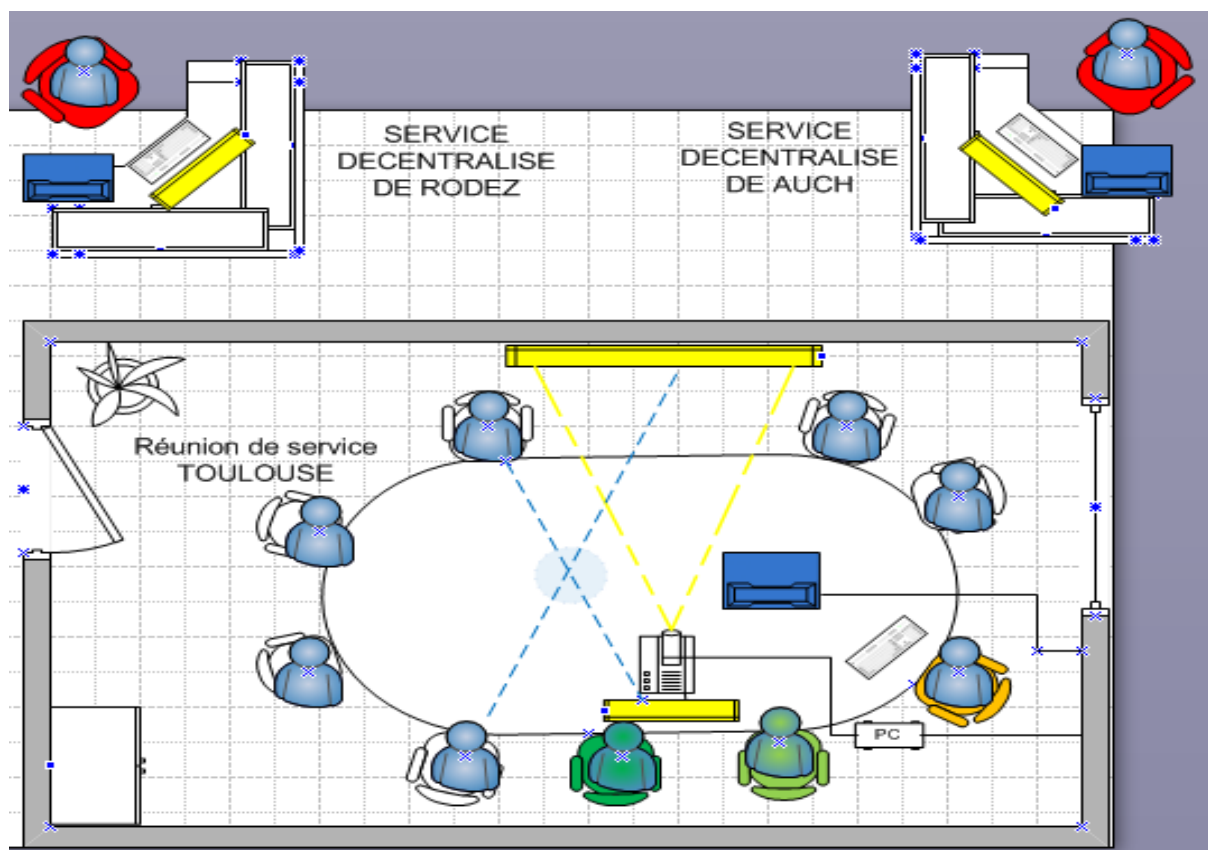 SERVICE
DECENTRALISE
DE RODEZ
SERVICE
DECENTRALISE
DE AUCH
Réunion de service
TOULOUSE
PC